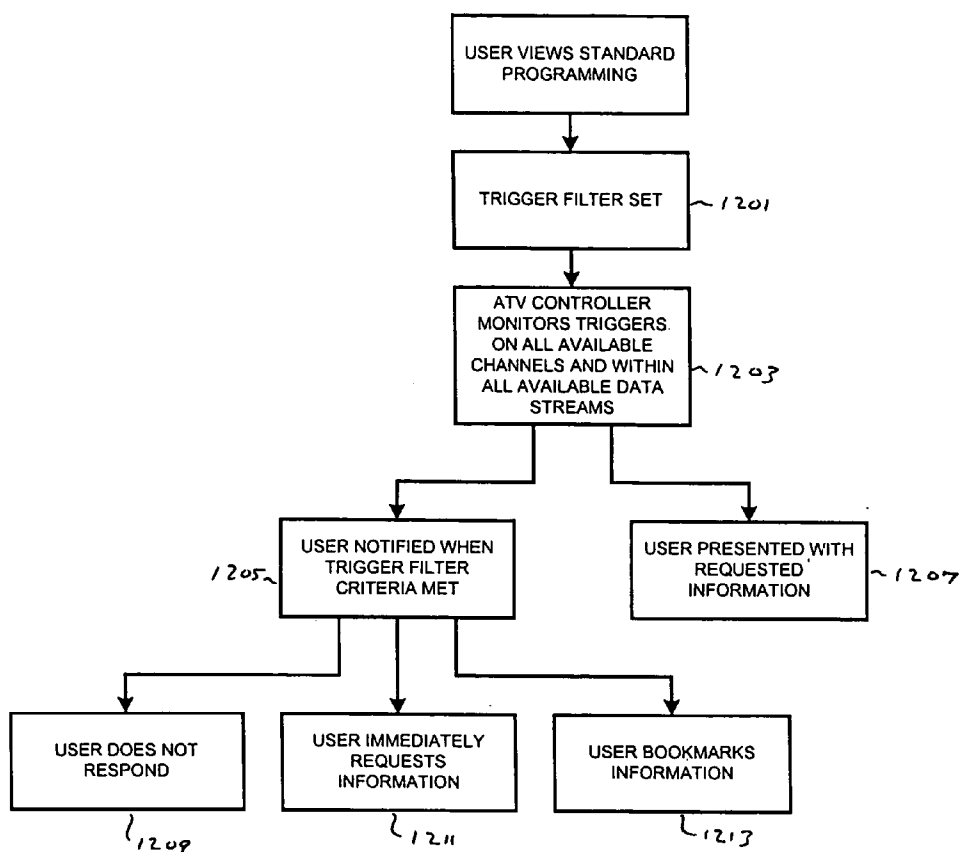 USER VIEWS STANDARD
PROGRAMMING
TRIGGER FILTER SET
1201
ATV CONTROLLER
MONITORS TRIGGERS
ON ALL AVAILABLE
CHANNELS AND WITHIN
ALL AVAILABLE DATA
STREAMS
1203
USER NOTIFIED WHEN
TRIGGER FILTER
CRITERIA MET
1205
USER PRESENTED WITH
REQUESTED
INFORMATION
1207
USER DOES NOT
RESPOND
1209
USER IMMEDIATELY
REQUESTS
INFORMATION
1211
USER BOOKMARKS
INFORMATION
1213